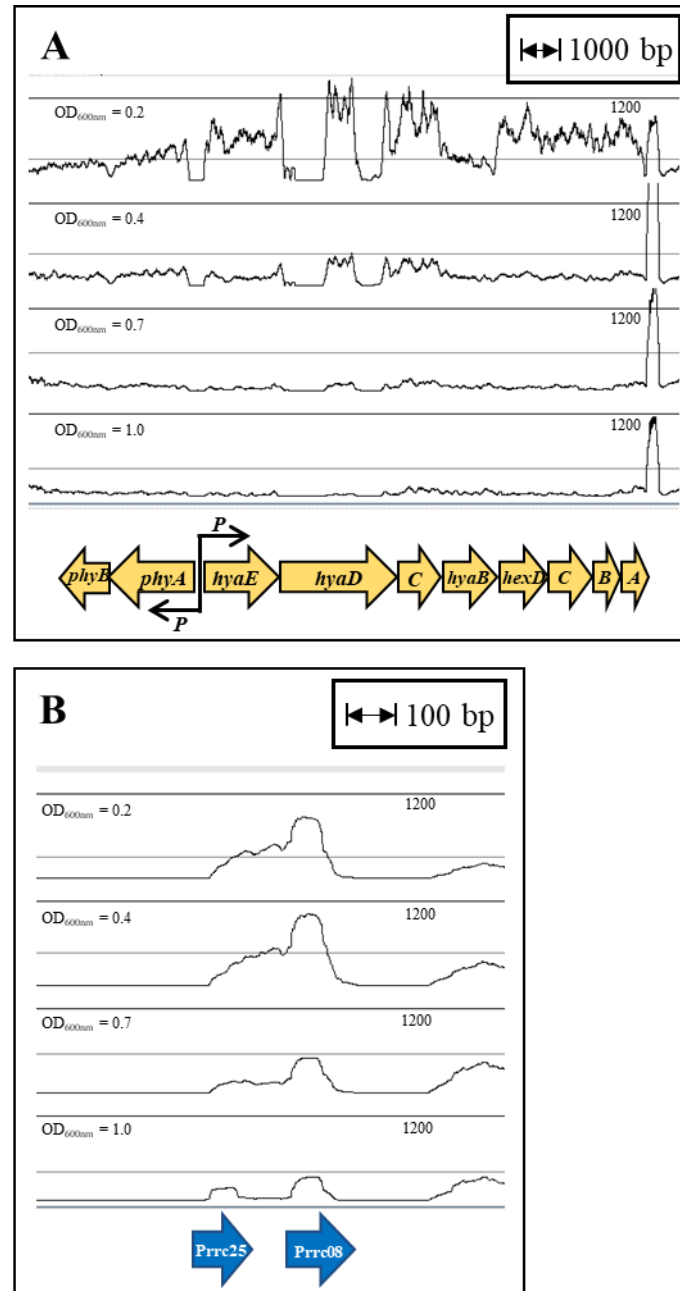 A
1000 bp
OD600nm = 0.2
1200
OD600nm = 0.4
1200
OD600nm = 0.7
1200
OD600nm = 1.0
1200
P
phyB phyA hyaE hyaD C hyaB hexD C B A
P
B
100 bp
OD600nm = 0.2
1200
OD600nm = 0.4
1200
OD600nm = 0.7
1200
OD600nm = 1.0
1200
Prrc25 Prrc08